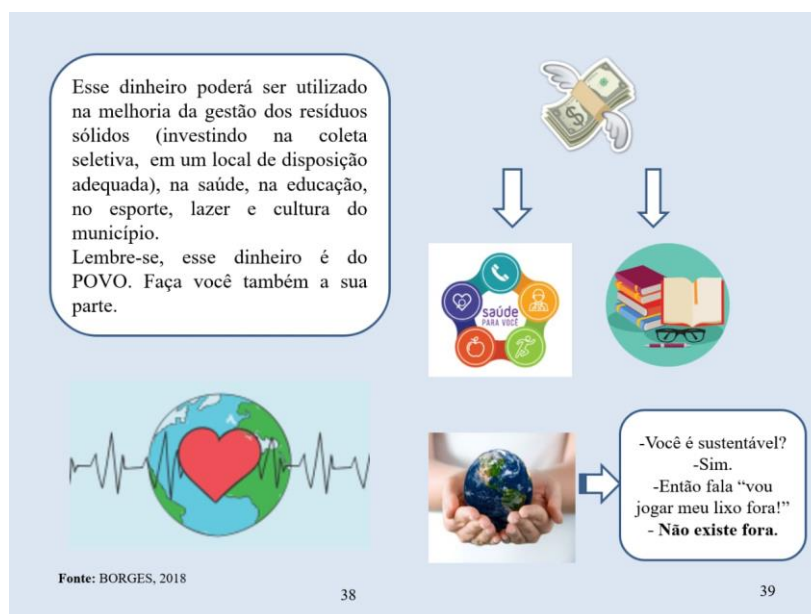 Esse dinheiro poderá ser utilizado
na melhoria da gestão dos resíduos
sólidos (investindo na coleta
seletiva, em um local de disposição
adequada), na saúde, na educação,
no esporte, lazer e cultura do
município.
Lembre-se, esse dinheiro é do
POVO. Faça você também a sua
parte.
Fonte: BORGES, 2018
38
saúde
PARA VOCÊ
-Você é sustentável?
-Sim.
-Então fala “vou
jogar meu lixo fora!”
- Não existe fora.
39